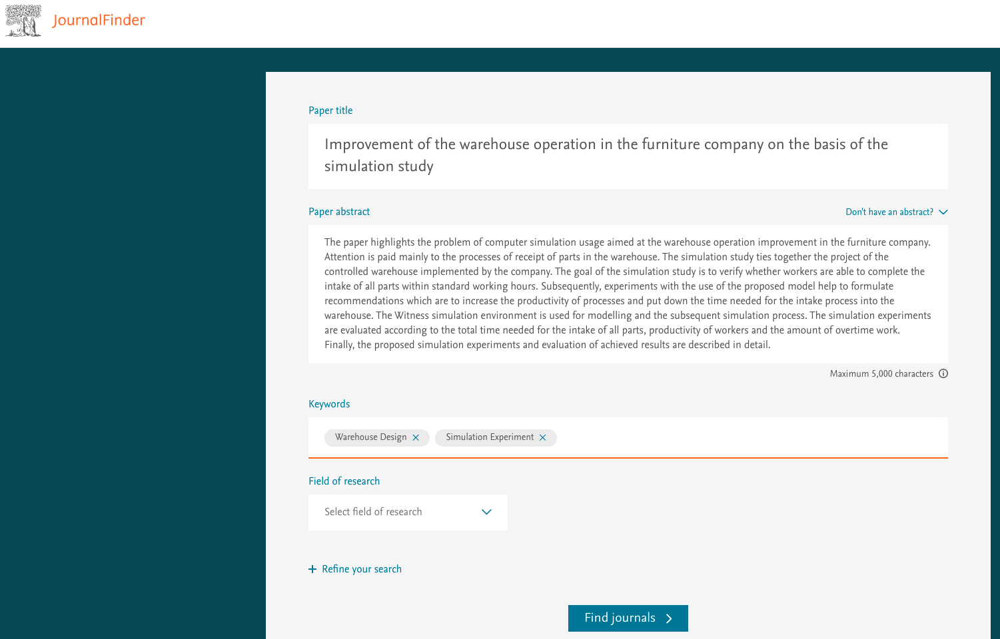 JournalFinder
Paper title
Improvement of the warehouse operation in the furniture company on the basis of the
simulation study
Paper abstract
Don't have an abstract?
The paper highlights the problem of computer simulation usage aimed at the warehouse operation improvement in the furniture company.
Attention is paid mainly to the processes of receipt of parts in the warehouse. The simulation study ties together the project of the
controlled warehouse implemented by the company. The goal of the simulation study is to verify whether workers are able to complete the
intake of all parts within standard working hours. Subsequently, experiments with the use of the proposed model help to formulate
recommendations which are to increase the productivity of processes and put down the time needed for the intake process into the
warehouse. The Witness simulation environment is used for modelling and the subsequent simulation process. The simulation experiments
are evaluated according to the total time needed for the intake of all parts, productivity of workers and the amount of overtime work.
Finally, the proposed simulation experiments and evaluation of achieved results are described in detail.
Maximum 5,000 characters
Keywords
Warehouse Design
Simulation Experiment
Field of research
Select field of research
Refine your search
Find journals